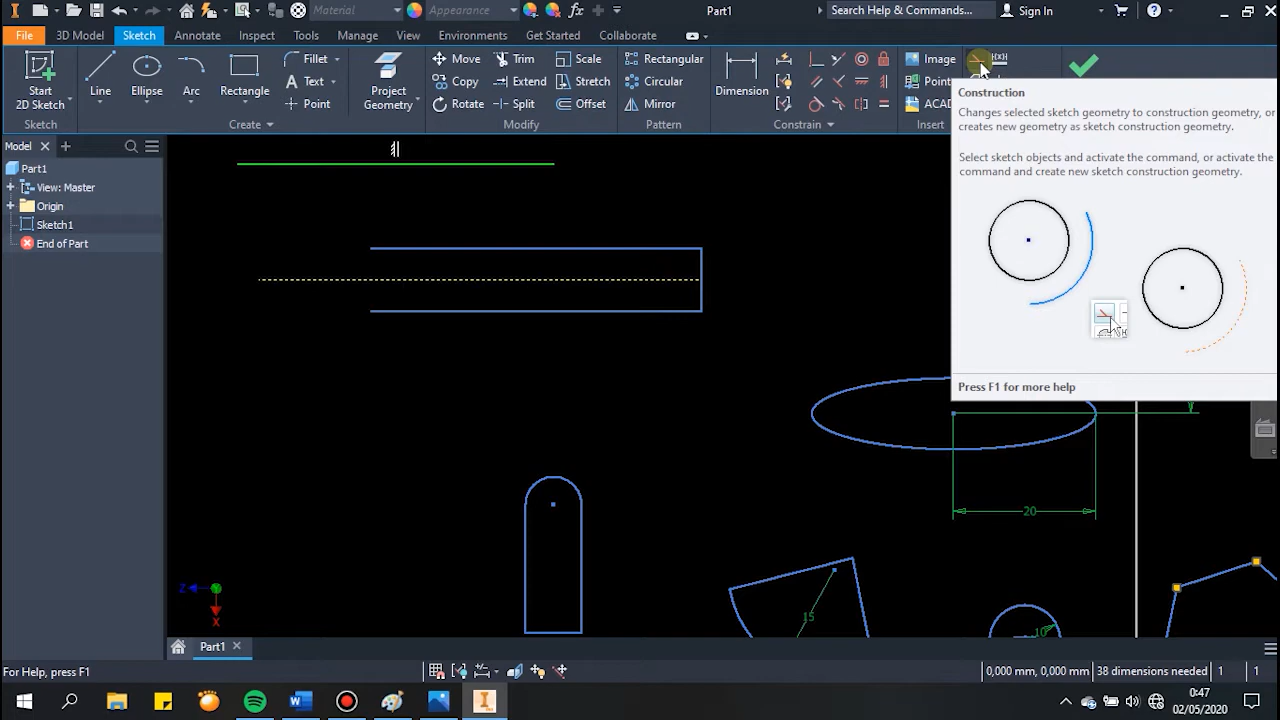 Material
Appearance
fx
Part1
Search Help & Commands...
Sign In
File
3D Model
Sketch
Annotate
Inspect
Tools
Manage
View
Environments
Get Started
Collaborate
Start
2D Sketch
Line
Ellipse
Arc
Rectangle
Fillet
Text
Point
Project
Geometry
Move
Copy
Rotate
Trim
Extend
Split
Scale
Stretch
Offset
Rectangular
Circular
Mirror
Dimension
Image
Point
ACAD
Sketch
Create
Modify
Pattern
Constrain
Insert
Construction
Changes selected sketch geometry to construction geometry, or
creates new geometry as sketch construction geometry.
Select sketch objects and activate the command, or activate the
command and create new sketch construction geometry.
Press F1 for more help
Model
Part1
View: Master
Origin
Sketch1
End of Part
20
15
10
Z
X
Part1
For Help, press F1
0,000 mm, 0,000 mm
38 dimensions needed
1
1
0:47
02/05/2020